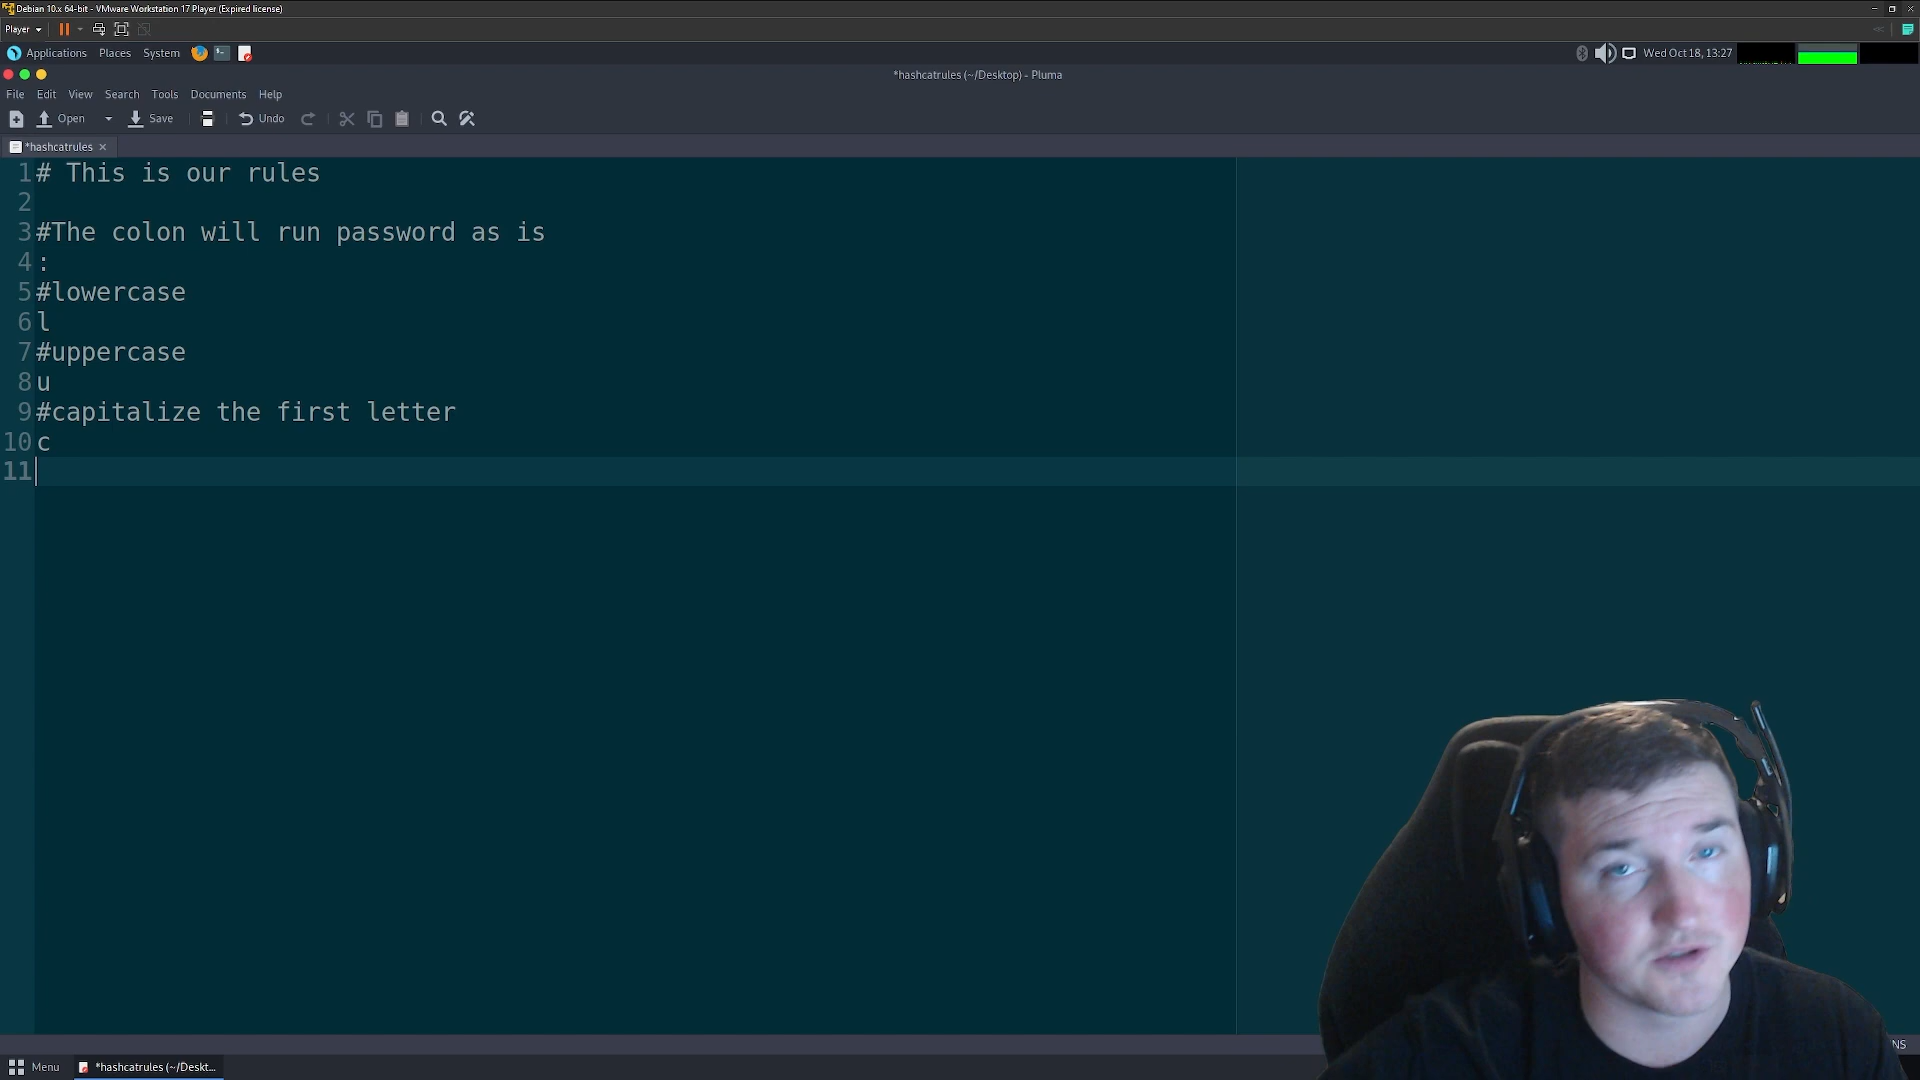 Debian 10.x 64-bit - VMware Workstation 17 Player (Expired license)
Player
Applications Places System
Wed Oct 18, 13:27
*hashcatrules (~/Desktop) - Pluma
File Edit View Search Tools Documents Help
Open Save Undo
*hashcatrules
1 # This is our rules
2
3 #The colon will run password as is
4 :
5 #lowercase
6 l
7 #uppercase
8 u
9 #capitalize the first letter
10 c
11
NS
Menu *hashcatrules (~/Deskt...